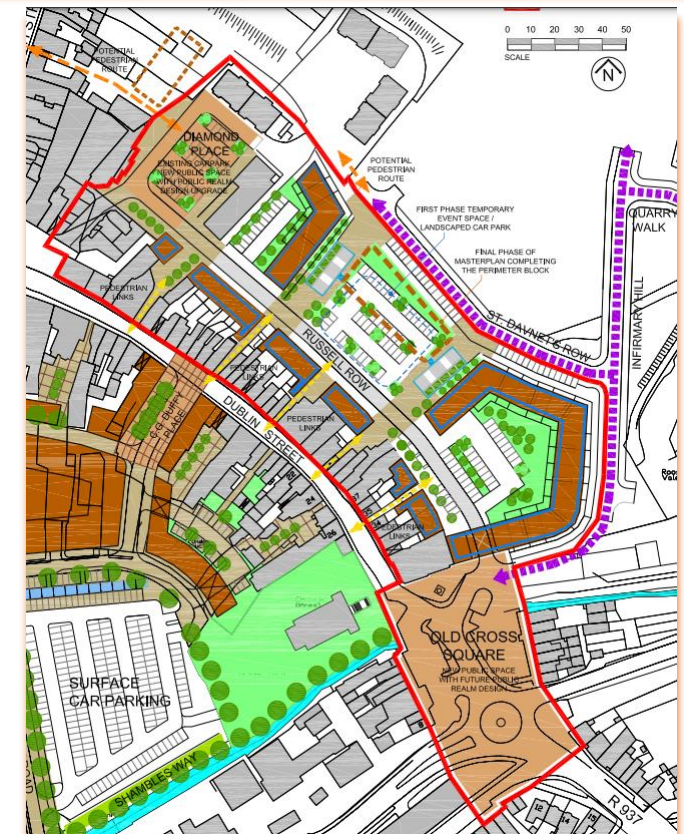 0 10 20 30 40 50
SCALE
N
POTENTIAL
PEDESTRIAN
ROUTE
DIAMOND
PLACE
EXISTING CARPARK
NEW PUBLIC SPACE
WITH PUBLIC REALM
DESIGN UPGRADE
POTENTIAL
PEDESTRIAN
ROUTE
FIRST PHASE TEMPORARY
EVENT SPACE /
LANDSCAPED CAR PARK
FINAL PHASE OF
MASTERPLAN COMPLETING
THE PERIMETER BLOCK
QUARRY
WALK
INFIRMARY HILL
ST. DAVNET'S ROW
PEDESTRIAN
LINKS
RUSSELL ROW
PEDESTRIAN
LINKS
PEDESTRIAN
LINKS
DUBLIN STREET
C.G DUFFY
PLACE
PEDESTRIAN
LINKS
OLD CROSS
SQUARE
NEW PUBLIC SPACE
WITH FUTURE PUBLIC
REALM DESIGN
SURFACE
CAR PARKING
SHAMBLES WAY
R 937
12
14
15